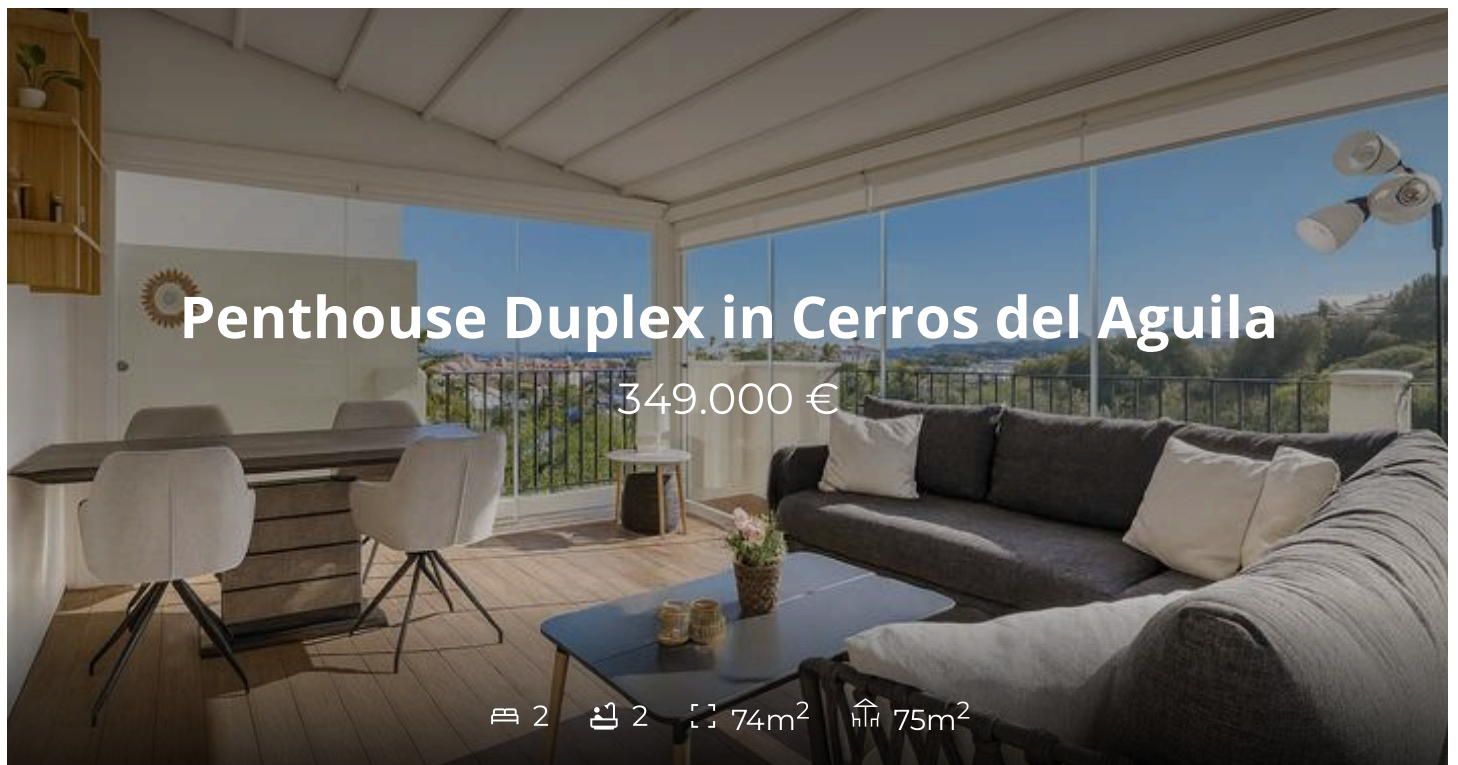 Penthouse Duplex in Cerros del Aguila
349.000 €
2 2 74m² 75m²